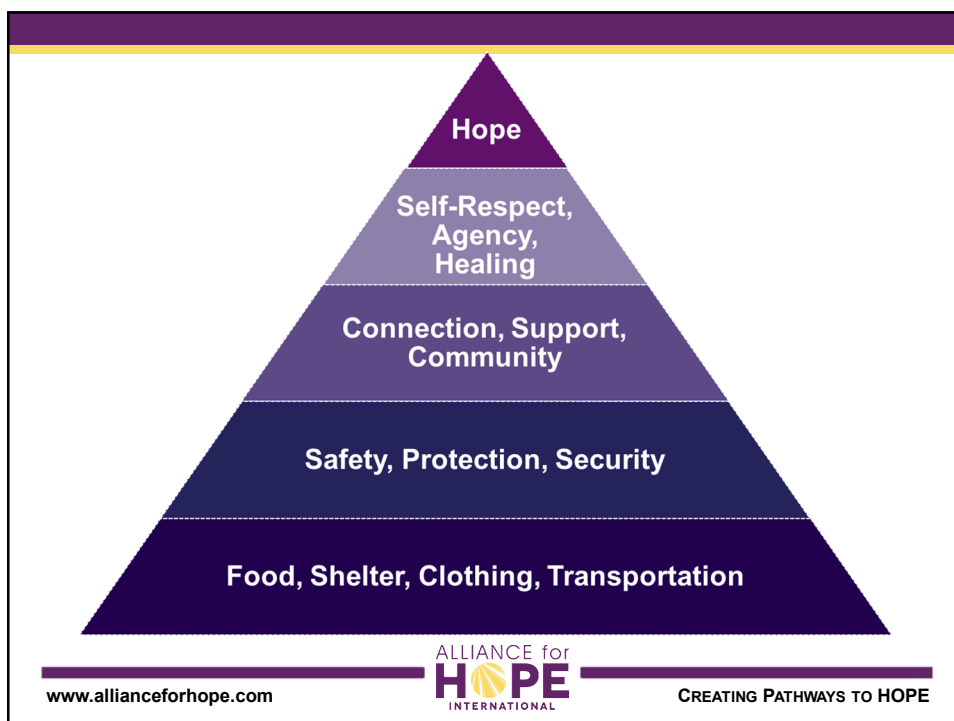 Hope
Self-Respect,
Agency,
Healing
Connection, Support,
Community
Safety, Protection, Security
Food, Shelter, Clothing, Transportation
www.allianceforhope.com
ALLIANCE for
HOPE
INTERNATIONAL
CREATING PATHWAYS TO HOPE